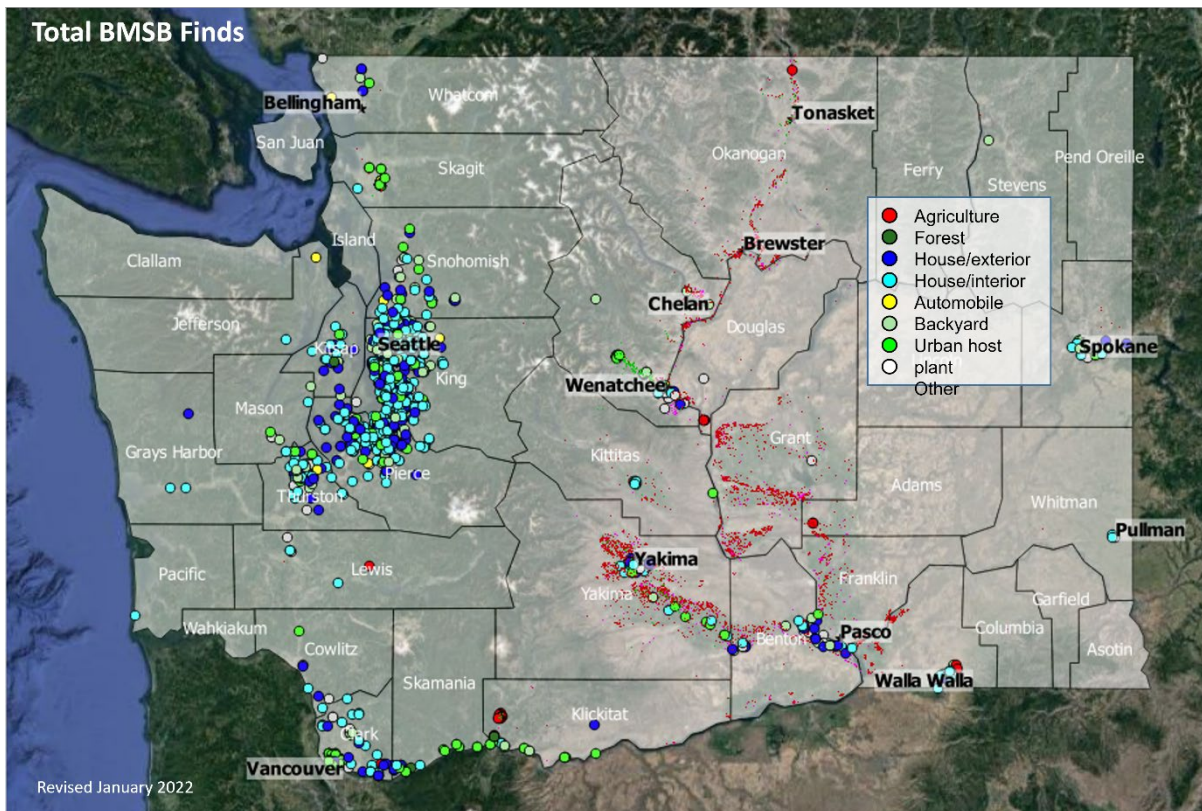 Total BMSB Finds
Bellingham
Whatcom
San Juan
Skagit
Tonasket
Okanogan
Ferry
Stevens
Pend Oreille
Island
Clallam
Snohomish
Brewster
Chelan
Jefferson
Douglas
Agriculture
Forest
House/exterior
House/interior
Automobile
Backyard
Urban host
plant
Other
Kitsap
Seattle
King
Spokane
Wenatchee
Mason
Grays Harbor
Kittitas
Grant
Pierce
Thurston
Adams
Whitman
Pullman
Yakima
Pacific
Lewis
Yakima
Franklin
Garfield
Wahkiakum
Cowlitz
Benton
Pasco
Columbia
Asotin
Skamania
Walla Walla
Klickitat
Clark
Vancouver
Revised January 2022